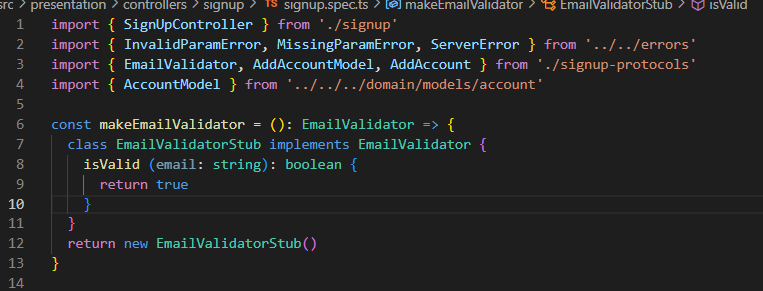 src > presentation > controllers > signup > TS signup.spec.ts > makeEmailValidator > EmailValidatorStub > isValid
1 import { SignUpController } from './signup'
2 import { InvalidParamError, MissingParamError, ServerError } from '../../errors'
3 import { EmailValidator, AddAccountModel, AddAccount } from './signup-protocols'
4 import { AccountModel } from '../../../domain/models/account'
5
6 const makeEmailValidator = (): EmailValidator => {
7 class EmailValidatorStub implements EmailValidator {
8 isValid (email: string): boolean {
9 return true
10 }
11 }
12 return new EmailValidatorStub()
13 }
14